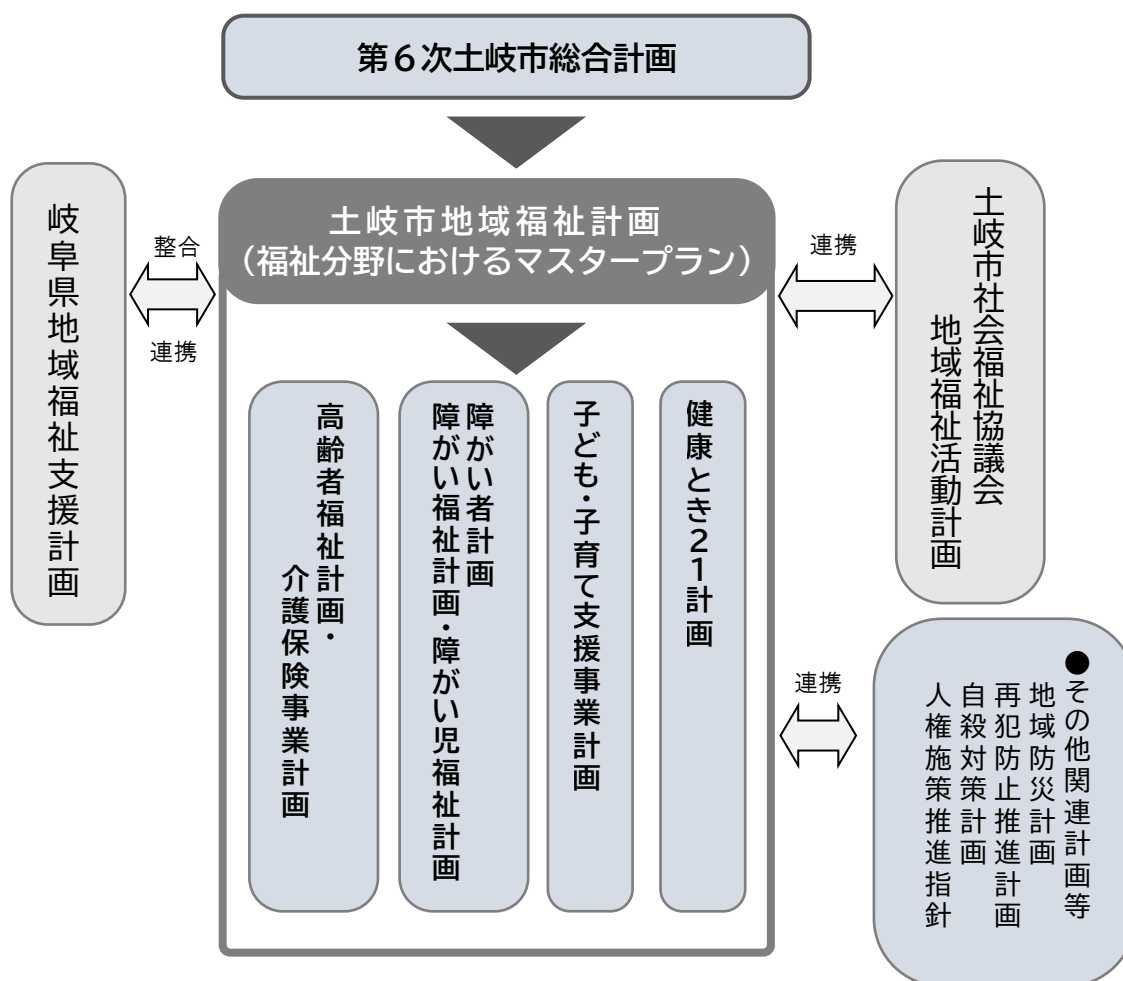 第６次土岐市総合計画
土岐市地域福祉計画
（福祉分野におけるマスタープラン）
整合
連携
岐阜県地域福祉支援計画
連携
土岐市社会福祉協議会
地域福祉活動計画
高齢者福祉計画・
介護保険事業計画
障がい者計画
障がい福祉計画・障がい児福祉計画
子ども・子育て支援事業計画
健康とき２１計画
連携
●その他関連計画等
地域防災計画
再犯防止推進計画
自殺対策計画
人権施策推進指針